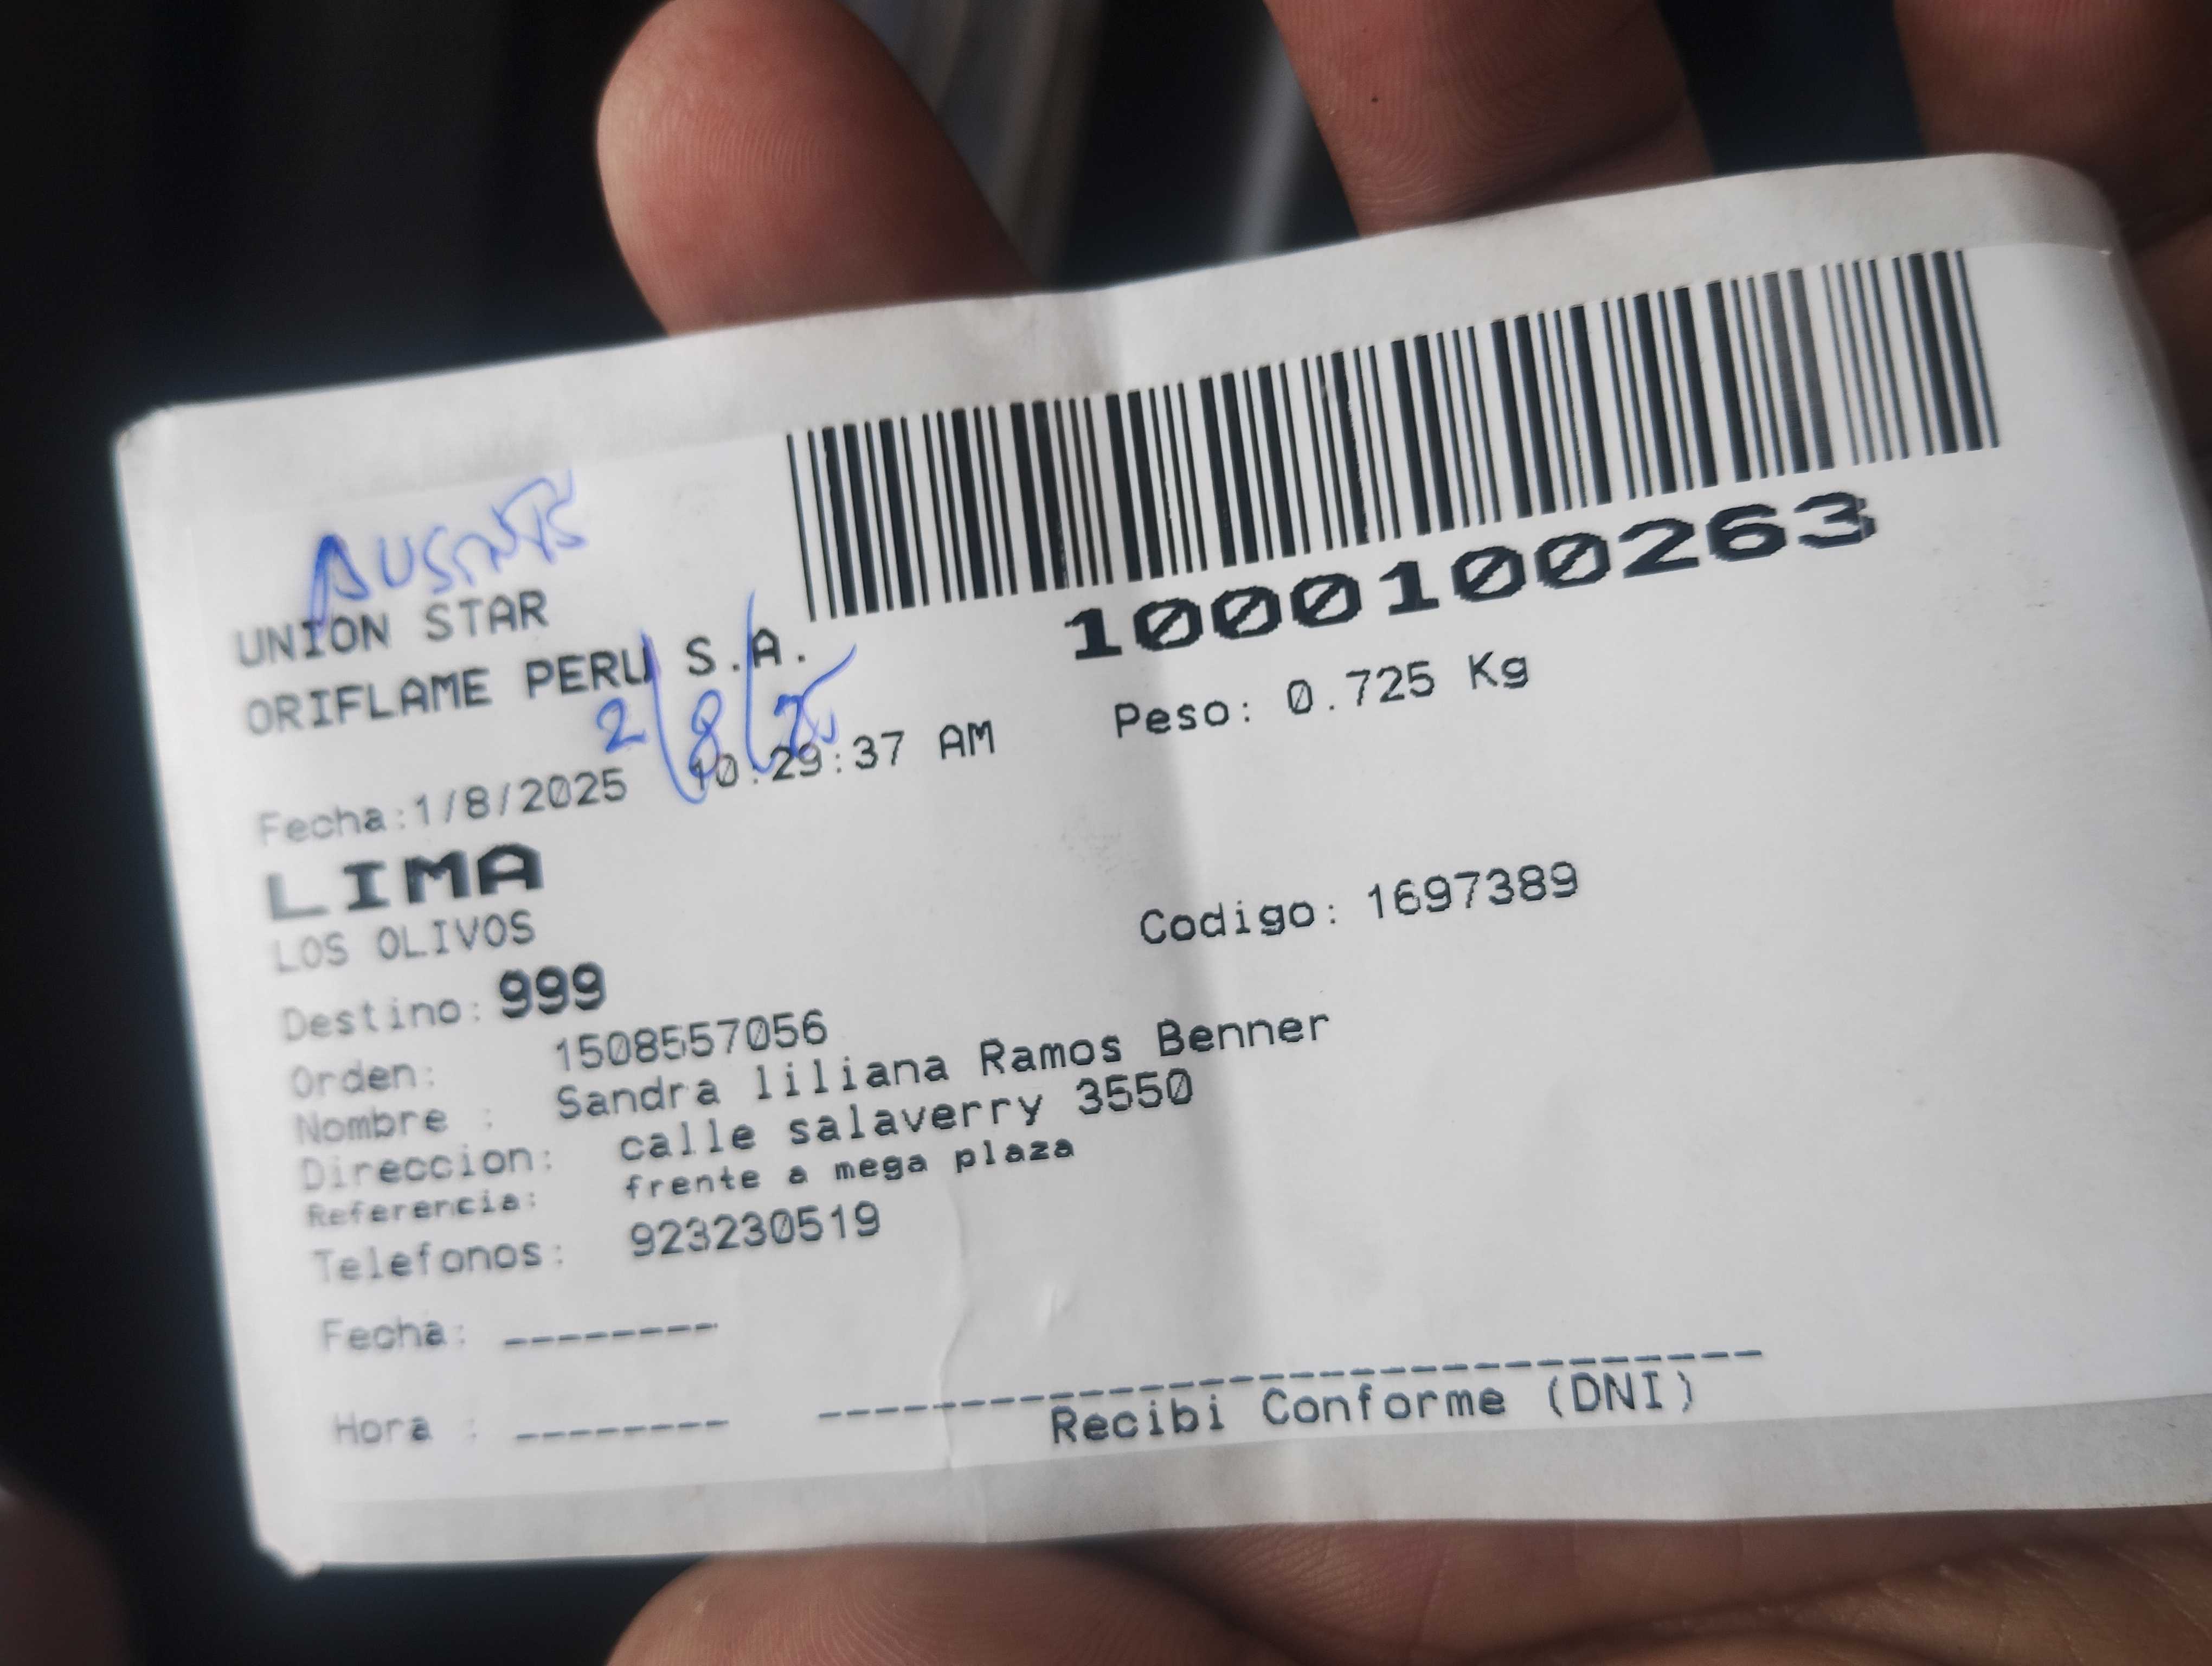 Ausente
1000100263
UNION STAR
ORIFLAME PERU S.A.
2/8/25
Peso: 0.725 Kg
Fecha:1/8/2025 10:29:37 AM
LIMA
LOS OLIVOS
Codigo: 1697389
Destino: 999
Orden: 1508557056
Nombre : Sandra liliana Ramos Benner
Direccion: calle salaverry 3550
Referencia: frente a mega plaza
Telefonos: 923230519
Fecha: --------
Hora : --------
Recibi Conforme (DNI)